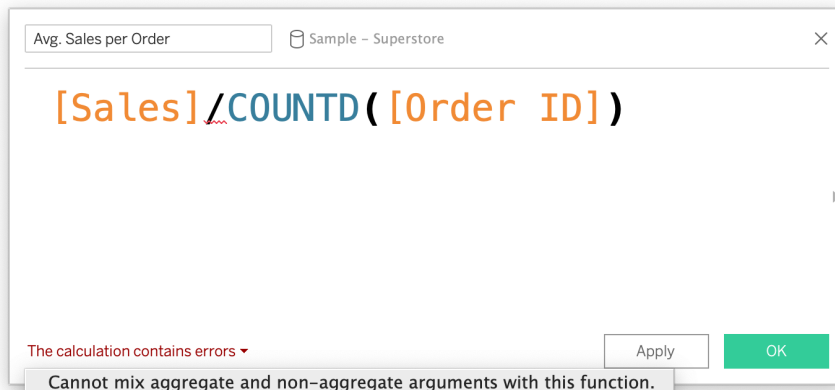 Avg. Sales per Order Sample – Superstore
[Sales]/COUNTD([Order ID])
The calculation contains errors Apply OK
Cannot mix aggregate and non–aggregate arguments with this function.